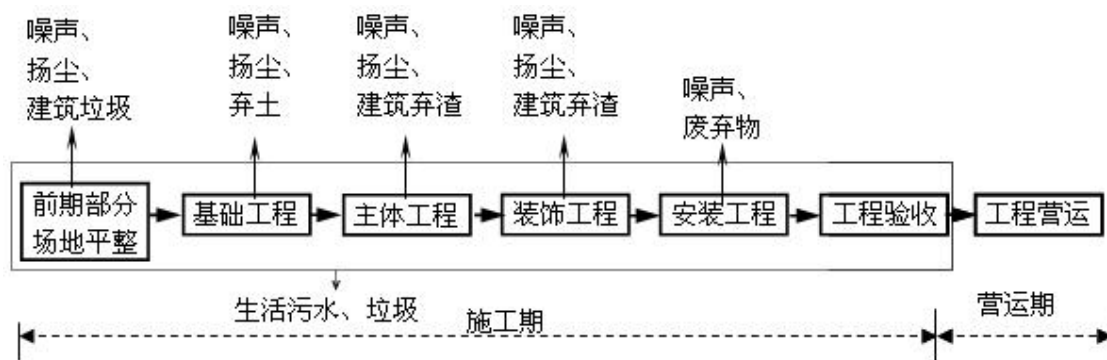 噪声、
扬尘、
建筑垃圾
噪声、
扬尘、
弃土
噪声、
扬尘、
建筑弃渣
噪声、
扬尘、
建筑弃渣
噪声、
废弃物
前期部分
场地平整
基础工程
主体工程
装饰工程
安装工程
工程验收
工程营运
生活污水、垃圾
施工期
营运期